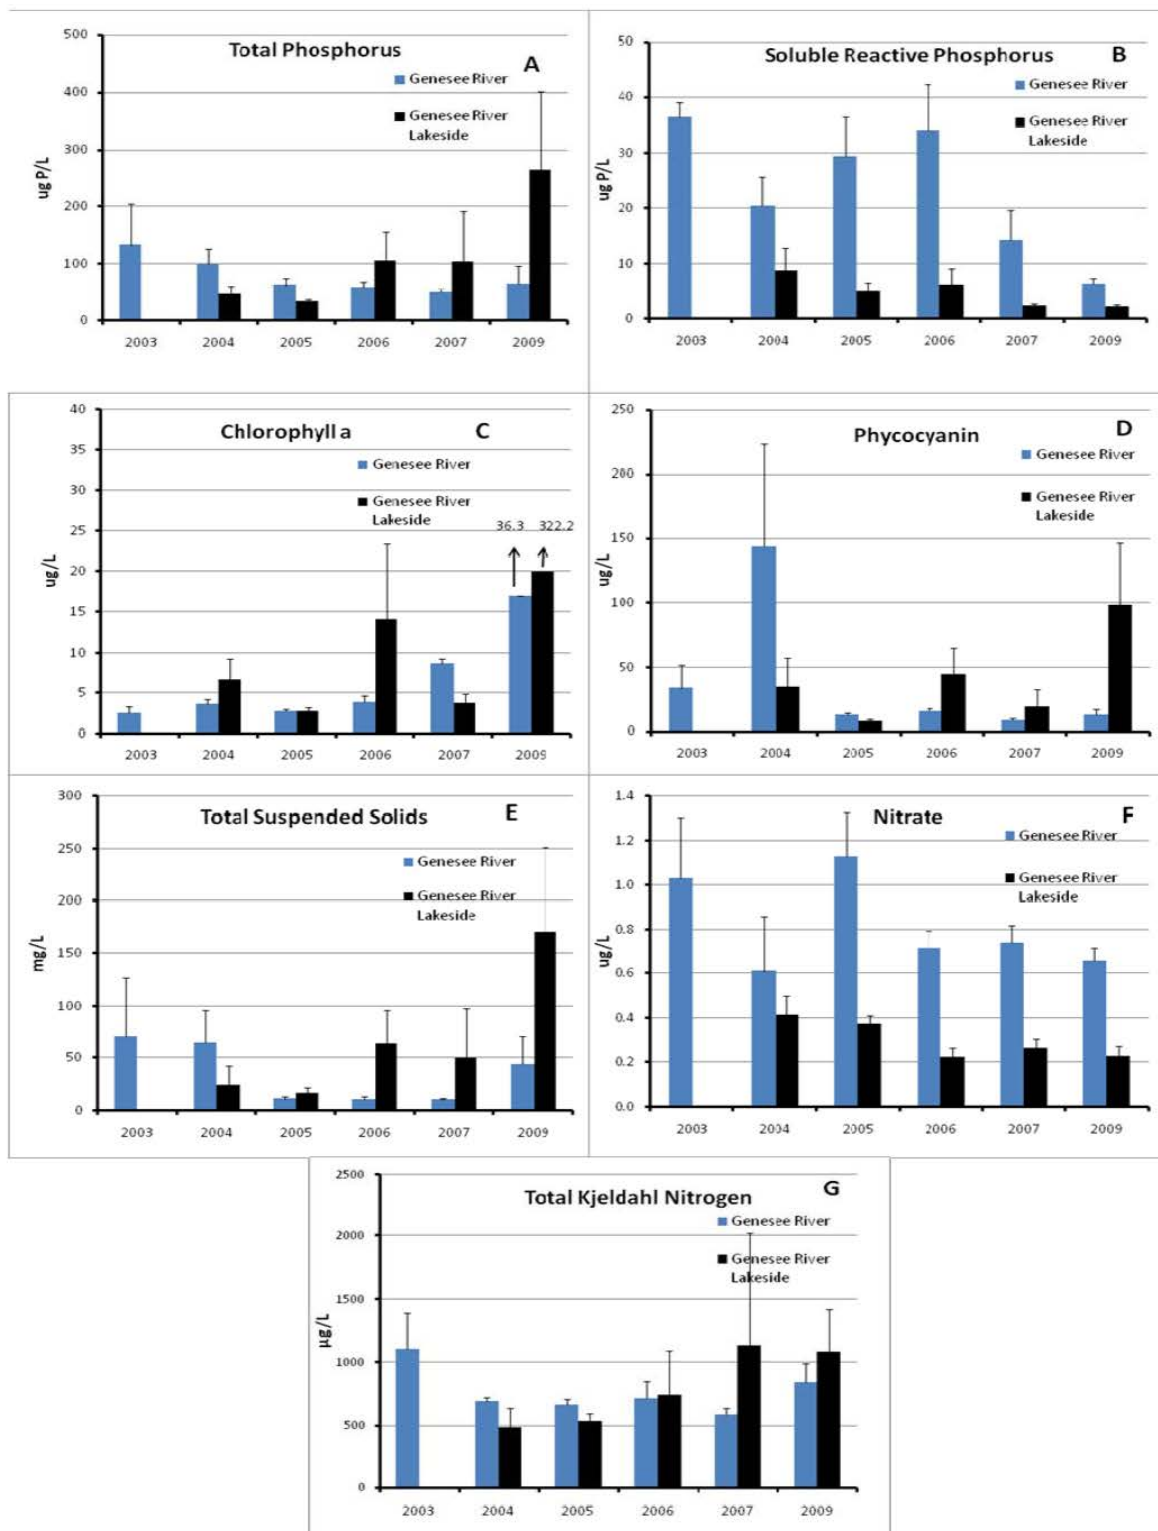 Total Phosphorus
A
Genesee River
Genesee River
Lakeside
ug P/L
500
400
300
200
100
0
2003 2004 2005 2006 2007 2009
Soluble Reactive Phosphorus
B
Genesee River
Genesee River
Lakeside
ug P/L
50
40
30
20
10
0
2003 2004 2005 2006 2007 2009
Chlorophyll a
C
Genesee River
Genesee River
Lakeside
36.3 322.2
ug/L
40
35
30
25
20
15
10
5
0
2003 2004 2005 2006 2007 2009
Phycocyanin
D
Genesee River
Genesee River
Lakeside
ug/L
250
200
150
100
50
0
2003 2004 2005 2006 2007 2009
Total Suspended Solids
E
Genesee River
Genesee River
Lakeside
mg/L
300
250
200
150
100
50
0
2003 2004 2005 2006 2007 2009
Nitrate
F
Genesee River
Genesee River
Lakeside
ug/L
1.4
1.2
1.0
0.8
0.6
0.4
0.2
0.0
2003 2004 2005 2006 2007 2009
Total Kjeldahl Nitrogen
G
Genesee River
Genesee River
Lakeside
µg/L
2500
2000
1500
1000
500
0
2003 2004 2005 2006 2007 2009